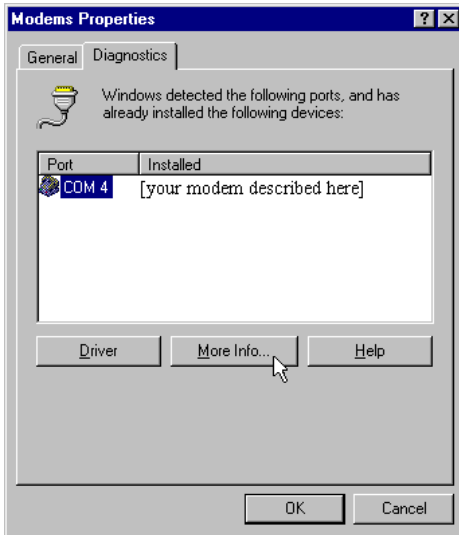 Modems Properties
General Diagnostics
Windows detected the following ports, and has
already installed the following devices:
Port Installed
COM 4 [your modem described here]
Driver More Info... Help
OK Cancel